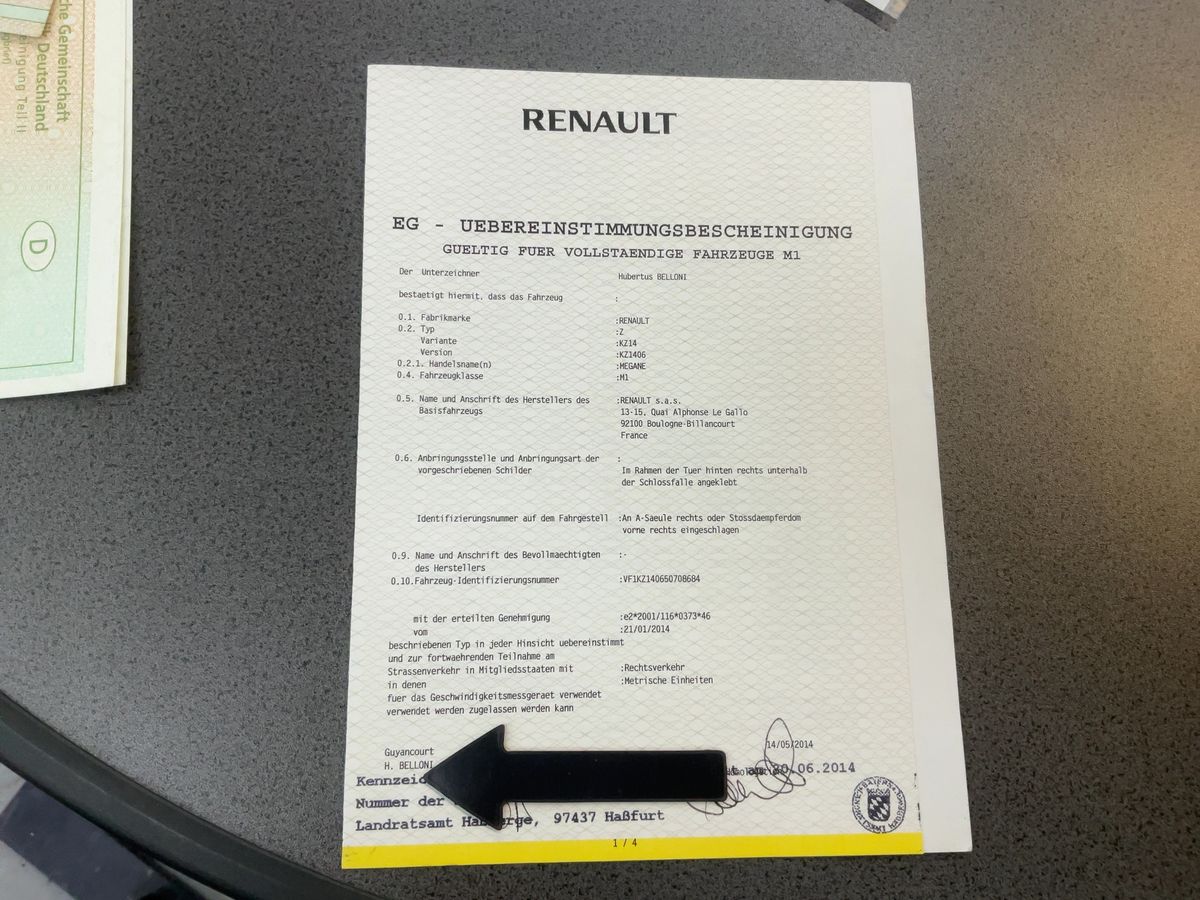 che Gemeinschaft
Deutschland
inigung Teil II
D
RENAULT
EG - UEBEREINSTIMMUNGSBESCHEINIGUNG
GUELTIG FUER VOLLSTAENDIGE FAHRZEUGE M1
Der Unterzeichner Hubertus BELLONI
bestaetigt hiermit, dass das Fahrzeug :
0.1. Fabrikmarke :RENAULT
0.2. Typ :Z
Variante :KZ14
Version :KZ1406
0.2.1. Handelsname(n) :MEGANE
0.4. Fahrzeugklasse :M1
0.5. Name und Anschrift des Herstellers des :RENAULT s.a.s.
Basisfahrzeugs 13-15, Quai Alphonse Le Gallo
92100 Boulogne-Billancourt
France
0.6. Anbringungsstelle und Anbringungsart der :
vorgeschriebenen Schilder Im Rahmen der Tuer hinten rechts unterhalb
der Schlossfalle angeklebt
Identifizierungsnummer auf dem Fahrgestell :An A-Saeule rechts oder Stossdaempferdom
vorne rechts eingeschlagen
0.9. Name und Anschrift des Bevollmaechtigten :-
des Herstellers
0.10.Fahrzeug-Identifizierungsnummer :VF1KZ140650708684
mit der erteilten Genehmigung :e2*2001/116*0373*46
vom :21/01/2014
beschriebenen Typ in jeder Hinsicht uebereinstimmt
und zur fortwaehrenden Teilnahme am
Strassenverkehr in Mitgliedsstaaten mit :Rechtsverkehr
in denen :Metrische Einheiten
fuer das Geschwindigkeitsmessgeraet verwendet
verwendet werden zugelassen werden kann
Guyancourt 14/05/2014
H. BELLONI
Kennzei .06.2014
Nummer der
Landratsamt Haßberge, 97437 Haßfurt
1 / 4